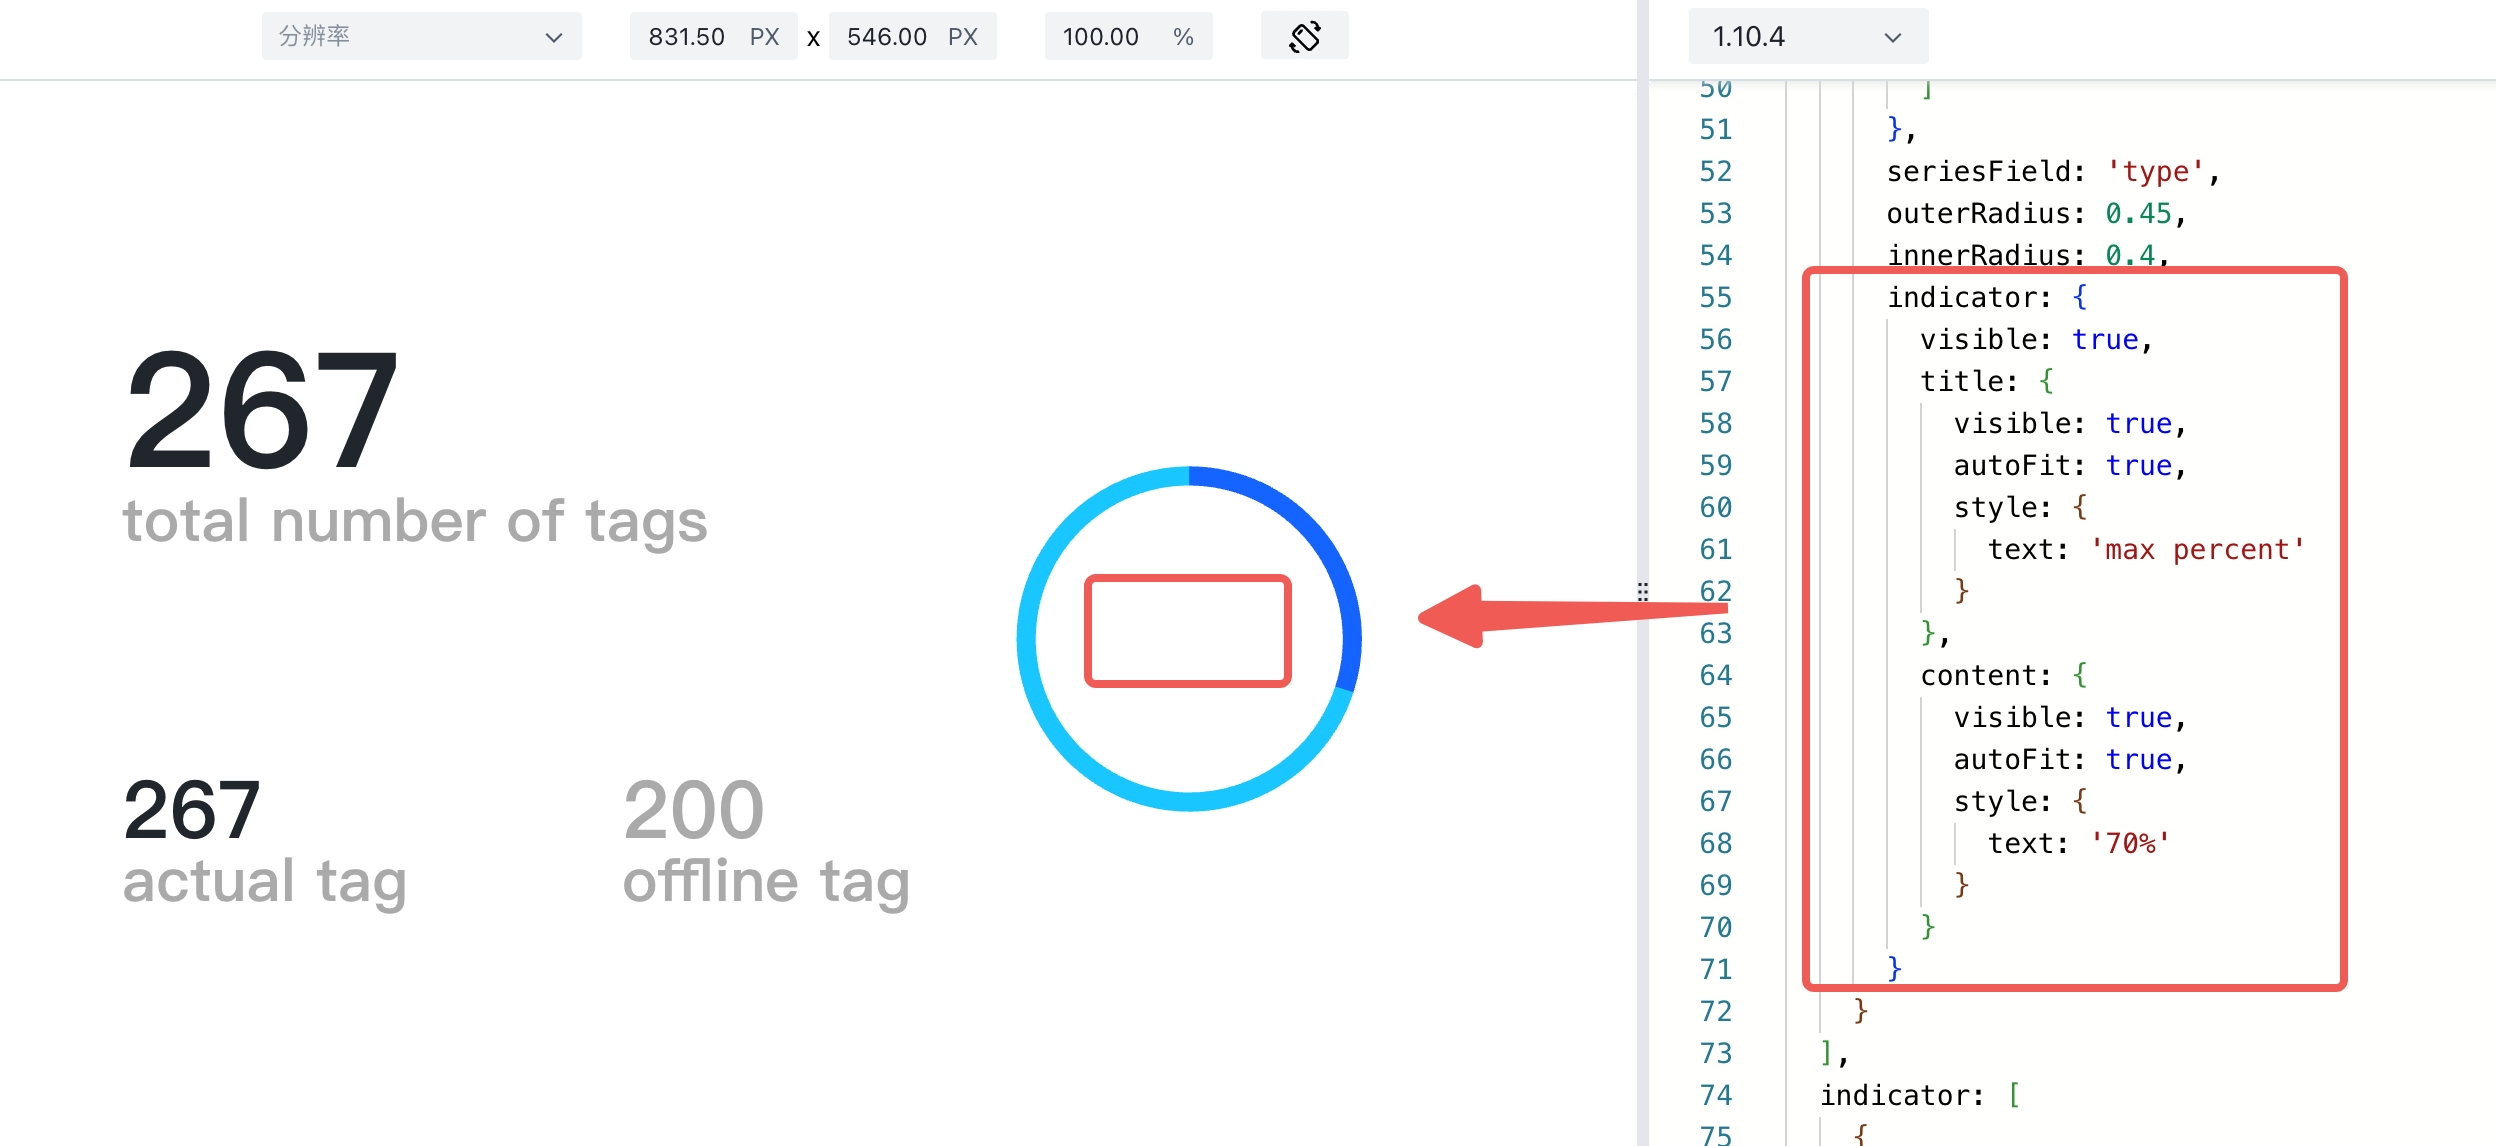 分辨率
831.50 PX x 546.00 PX
100.00 %
267
total number of tags
267
actual tag
200
offline tag
1.10.4
50 ]
51 },
52 seriesField: 'type',
53 outerRadius: 0.45,
54 innerRadius: 0.4,
55 indicator: {
56 visible: true,
57 title: {
58 visible: true,
59 autoFit: true,
60 style: {
61 text: 'max percent'
62 }
63 },
64 content: {
65 visible: true,
66 autoFit: true,
67 style: {
68 text: '70%'
69 }
70 }
71 }
72 }
73 ],
74 indicator: [
75 {